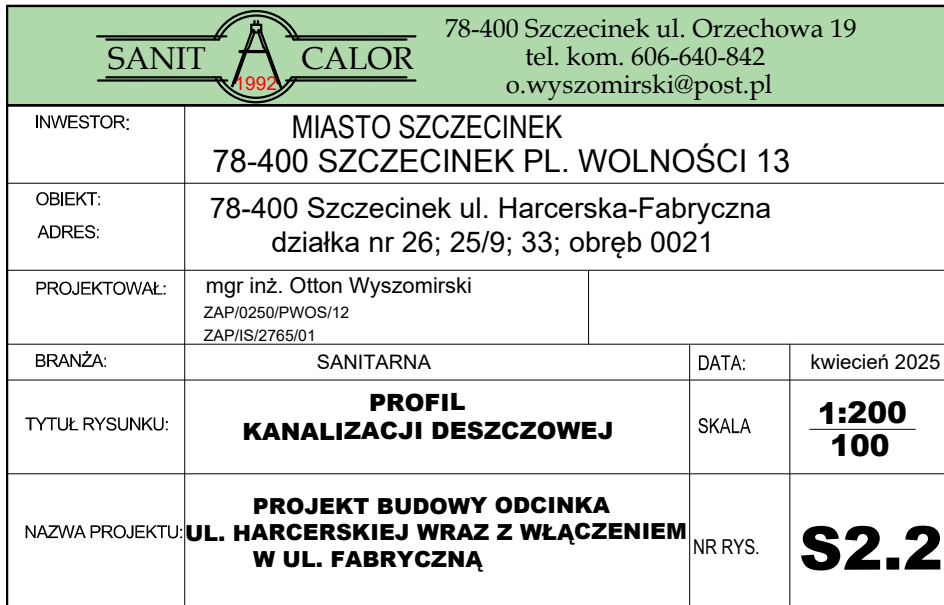 SANIT CALOR
1992
78-400 Szczecinek ul. Orzechowa 19
tel. kom. 606-640-842
o.wyszomirski@post.pl
INWESTOR:
MIASTO SZCZECINEK
78-400 SZCZECINEK PL. WOLNOŚCI 13
OBIEKT:
ADRES:
78-400 Szczecinek ul. Harcerska-Fabryczna
działka nr 26; 25/9; 33; obręb 0021
PROJEKTOWAŁ:
mgr inż. Otton Wyszomirski
ZAP/0250/PWOS/12
ZAP/IS/2765/01
BRANŻA:
SANITARNA
DATA:
kwiecień 2025
TYTUŁ RYSUNKU:
PROFIL
KANALIZACJI DESZCZOWEJ
SKALA
1:200
100
NAZWA PROJEKTU:
PROJEKT BUDOWY ODCINKA
UL. HARCERSKIEJ WRAZ Z WŁĄCZENIEM
W UL. FABRYCZNĄ
NR RYS.
S2.2